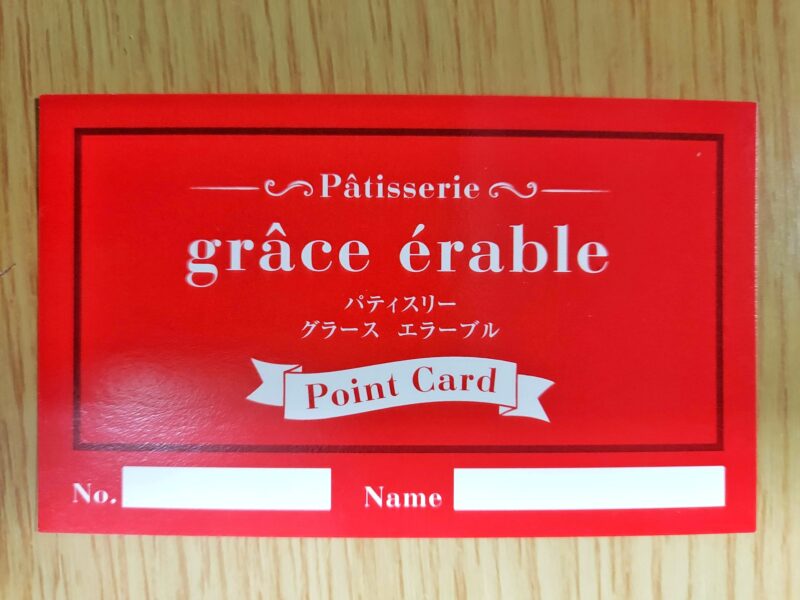 Pâtisserie
grâce érable
パティスリー
グラース エラーブル
Point Card
No. Name